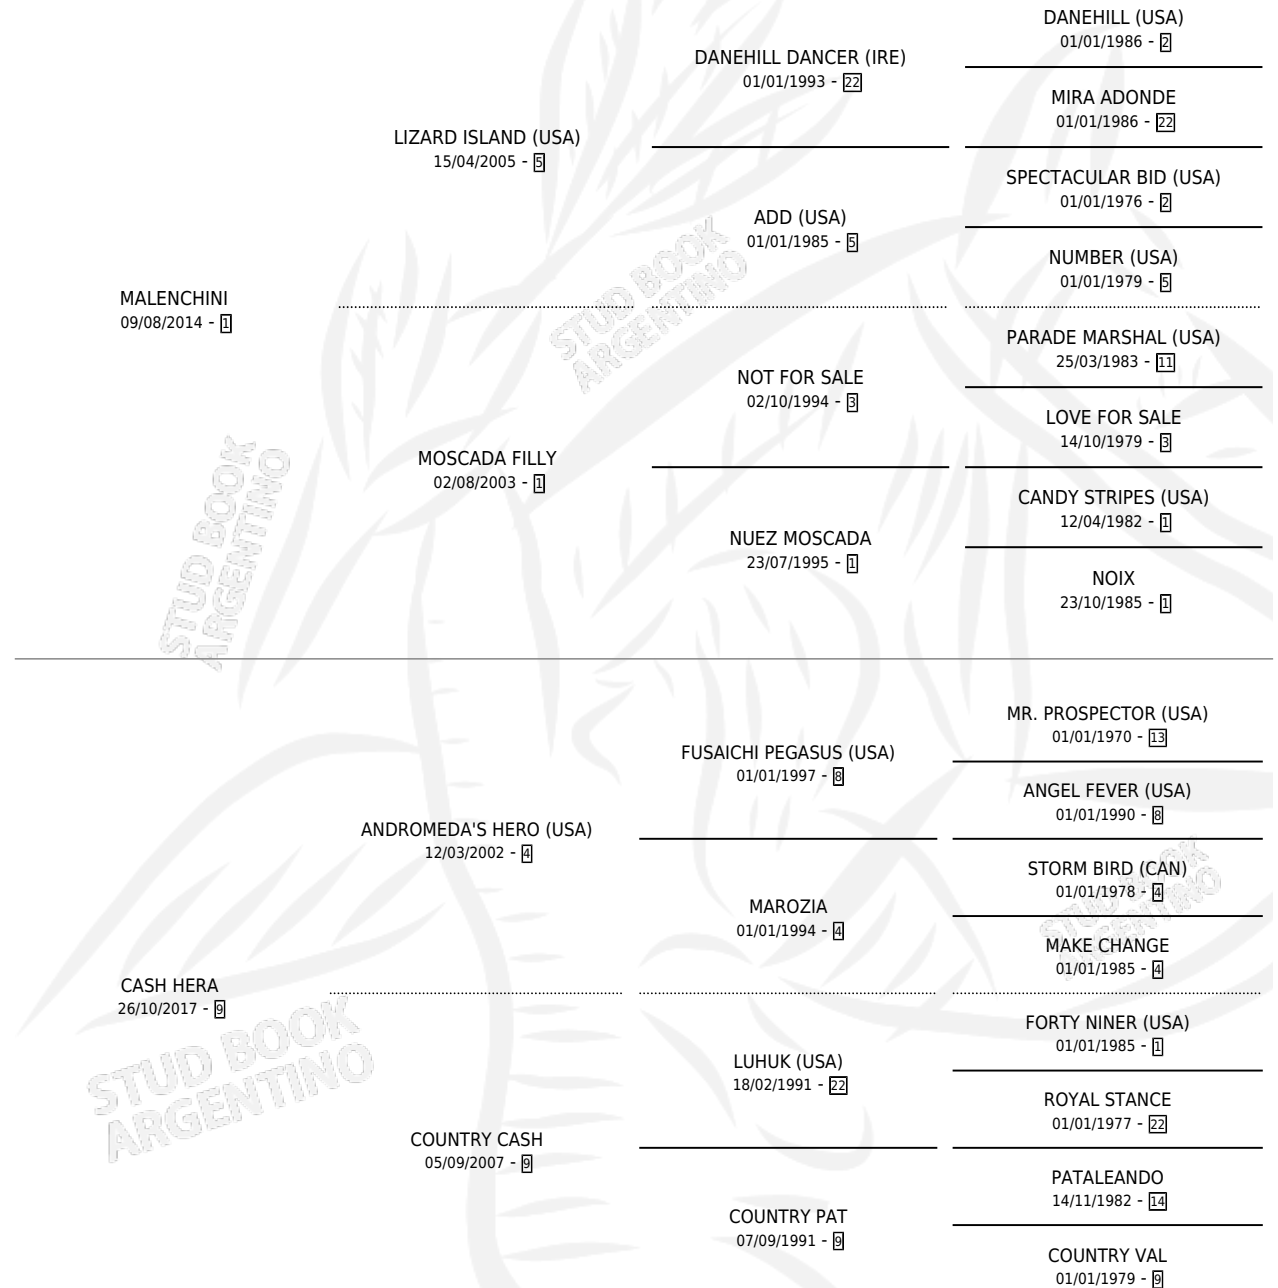 DANEHILL (USA)
01/01/1986 - 2
DANEHILL DANCER (IRE)
01/01/1993 - 22
MIRA ADONDE
01/01/1986 - 22
LIZARD ISLAND (USA)
15/04/2005 - 5
SPECTACULAR BID (USA)
01/01/1976 - 2
ADD (USA)
01/01/1985 - 5
NUMBER (USA)
01/01/1979 - 5
MALENCHINI
09/08/2014 - 1
PARADE MARSHAL (USA)
25/03/1983 - 11
NOT FOR SALE
02/10/1994 - 3
LOVE FOR SALE
14/10/1979 - 3
MOSCADA FILLY
02/08/2003 - 1
CANDY STRIPES (USA)
12/04/1982 - 1
NUEZ MOSCADA
23/07/1995 - 1
NOIX
23/10/1985 - 1
MR. PROSPECTOR (USA)
01/01/1970 - 13
FUSAICHI PEGASUS (USA)
01/01/1997 - 8
ANGEL FEVER (USA)
01/01/1990 - 8
ANDROMEDA'S HERO (USA)
12/03/2002 - 4
STORM BIRD (CAN)
01/01/1978 - 4
MAROZIA
01/01/1994 - 4
MAKE CHANGE
01/01/1985 - 4
CASH HERA
26/10/2017 - 9
FORTY NINER (USA)
01/01/1985 - 1
LUHUK (USA)
18/02/1991 - 22
ROYAL STANCE
01/01/1977 - 22
COUNTRY CASH
05/09/2007 - 9
PATALEANDO
14/11/1982 - 14
COUNTRY PAT
07/09/1991 - 9
COUNTRY VAL
01/01/1979 - 9
STUD BOOK
ARGENTINO
STUD BOOK
ARGENTINO
STUD BOOK
ARGENTINO
STUD BOOK
ARGENTINO